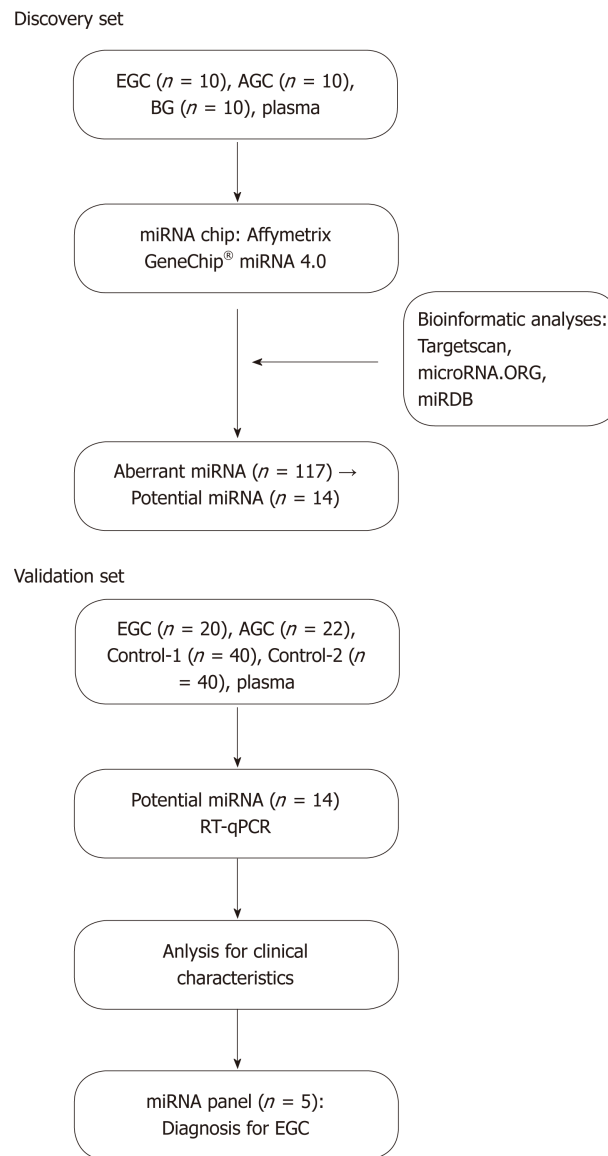 Discovery set
EGC (n = 10), AGC (n = 10),
BG (n = 10), plasma
miRNA chip: Affymetrix
GeneChip® miRNA 4.0
Bioinformatic analyses:
Targetscan,
microRNA.ORG,
miRDB
Aberrant miRNA (n = 117) →
Potential miRNA (n = 14)
Validation set
EGC (n = 20), AGC (n = 22),
Control-1 (n = 40), Control-2 (n
= 40), plasma
Potential miRNA (n = 14)
RT-qPCR
Anlysis for clinical
characteristics
miRNA panel (n = 5):
Diagnosis for EGC